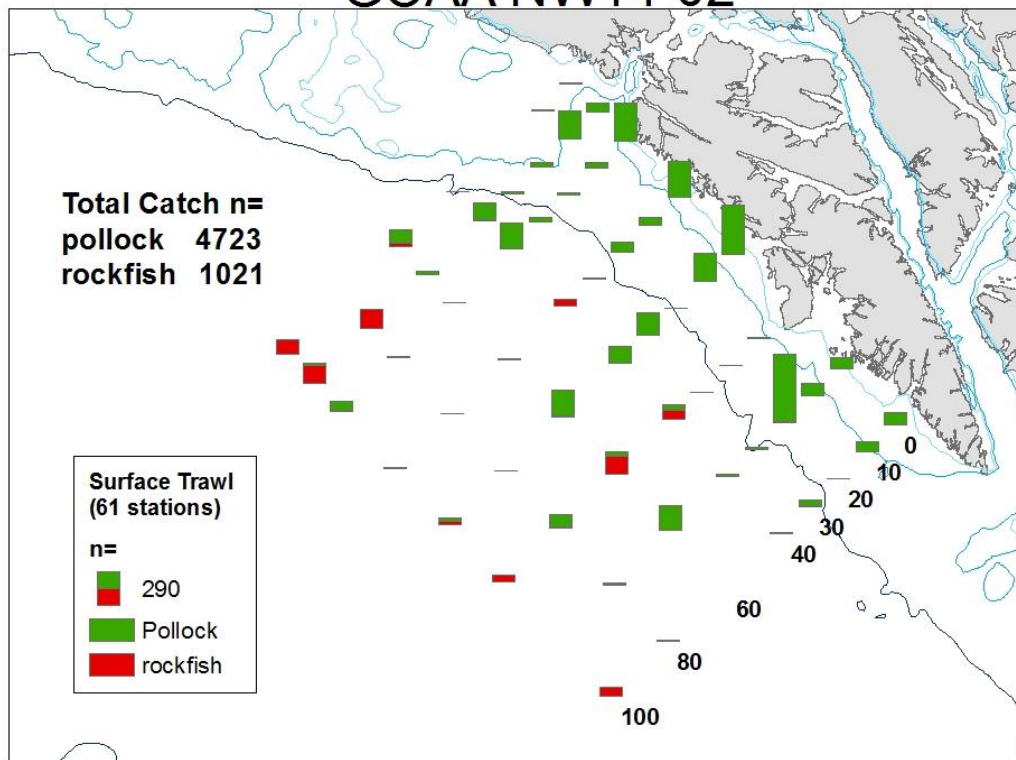 Total Catch n=
pollock 4723
rockfish 1021
Surface Trawl
(61 stations)
n=
290
Pollock
rockfish
0
10
20
30
40
60
80
100